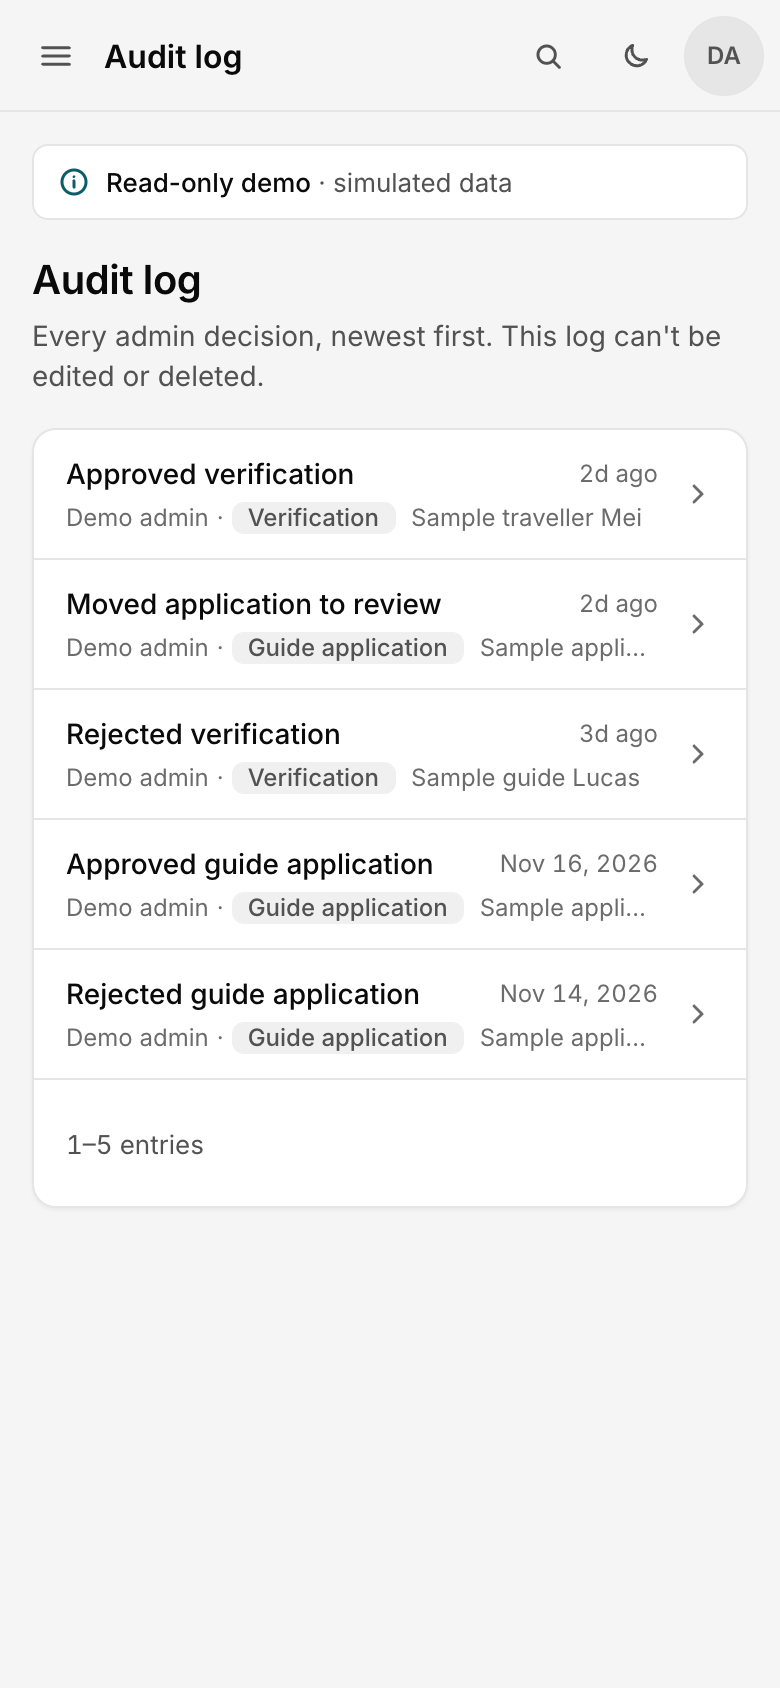 Audit log
DA
Read-only demo · simulated data
Audit log
Every admin decision, newest first. This log can't be
edited or deleted.
Approved verification 2d ago
Demo admin · Verification Sample traveller Mei
Moved application to review 2d ago
Demo admin · Guide application Sample appli...
Rejected verification 3d ago
Demo admin · Verification Sample guide Lucas
Approved guide application Nov 16, 2026
Demo admin · Guide application Sample appli...
Rejected guide application Nov 14, 2026
Demo admin · Guide application Sample appli...
1–5 entries